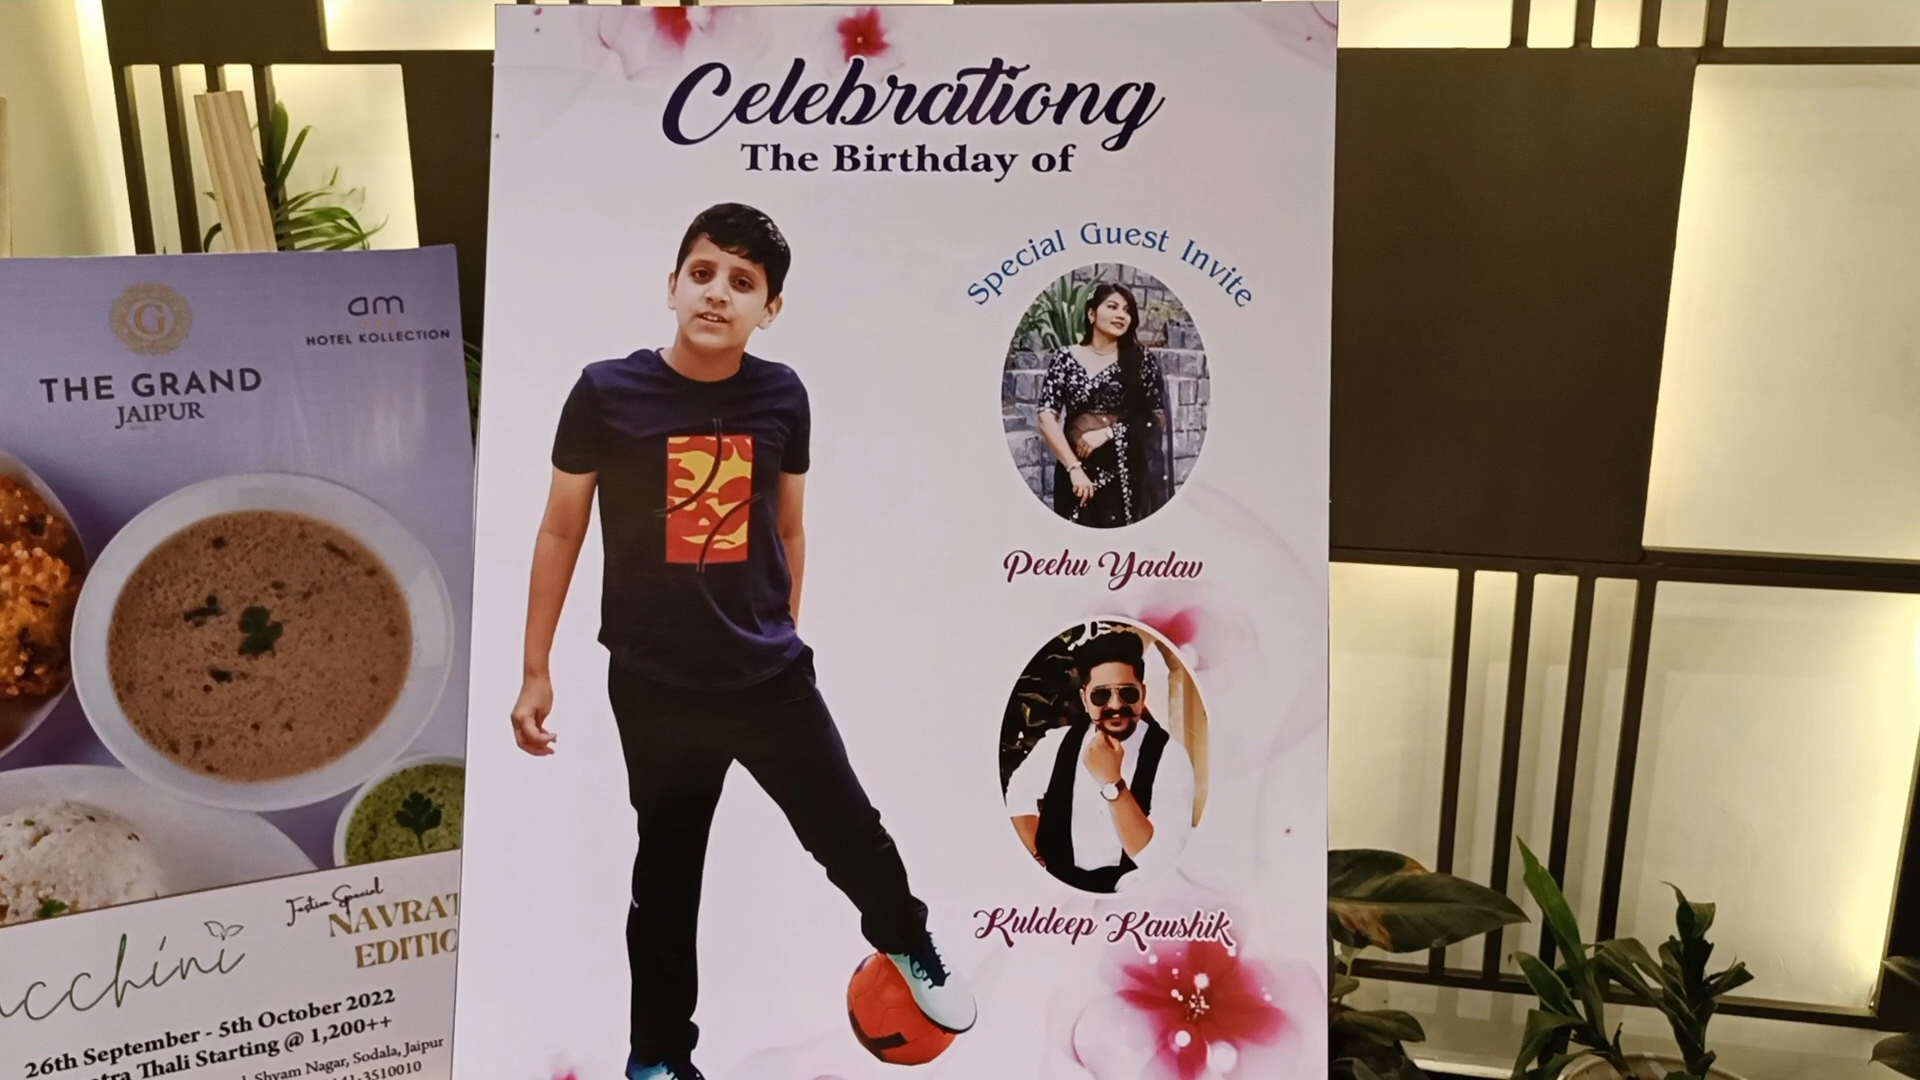 Celebrationg
The Birthday of
Special Guest Invite
Peehu Yadav
Kuldeep Kaushik
G
THE GRAND
JAIPUR
am
HOTEL KOLLECTION
Festive Special
NAVRAT
EDITIO
cchini
26th September - 5th October 2022
Thali Starting @ 1,200++
Shyam Nagar, Sodala, Jaipur
3510010